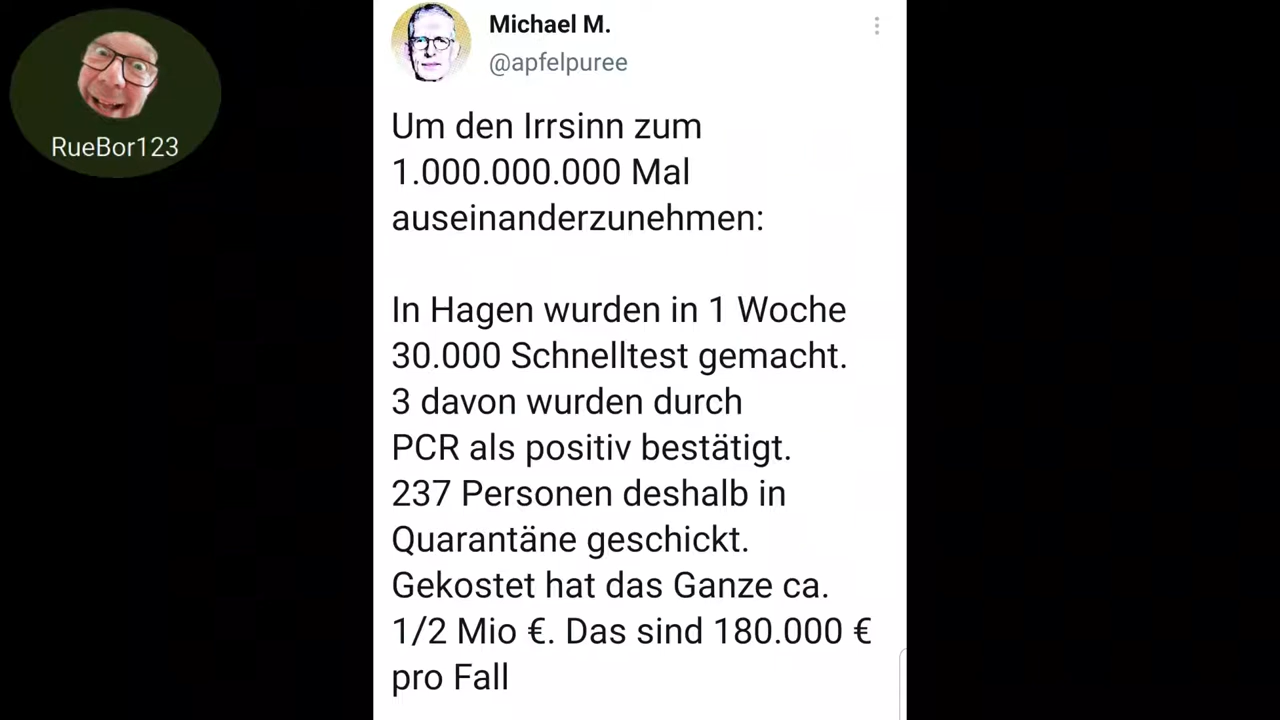 RueBor123
Michael M.
@apfelpuree
Um den Irrsinn zum
1.000.000.000 Mal
auseinanderzunehmen:
In Hagen wurden in 1 Woche
30.000 Schnelltest gemacht.
3 davon wurden durch
PCR als positiv bestätigt.
237 Personen deshalb in
Quarantäne geschickt.
Gekostet hat das Ganze ca.
1/2 Mio €. Das sind 180.000 €
pro Fall